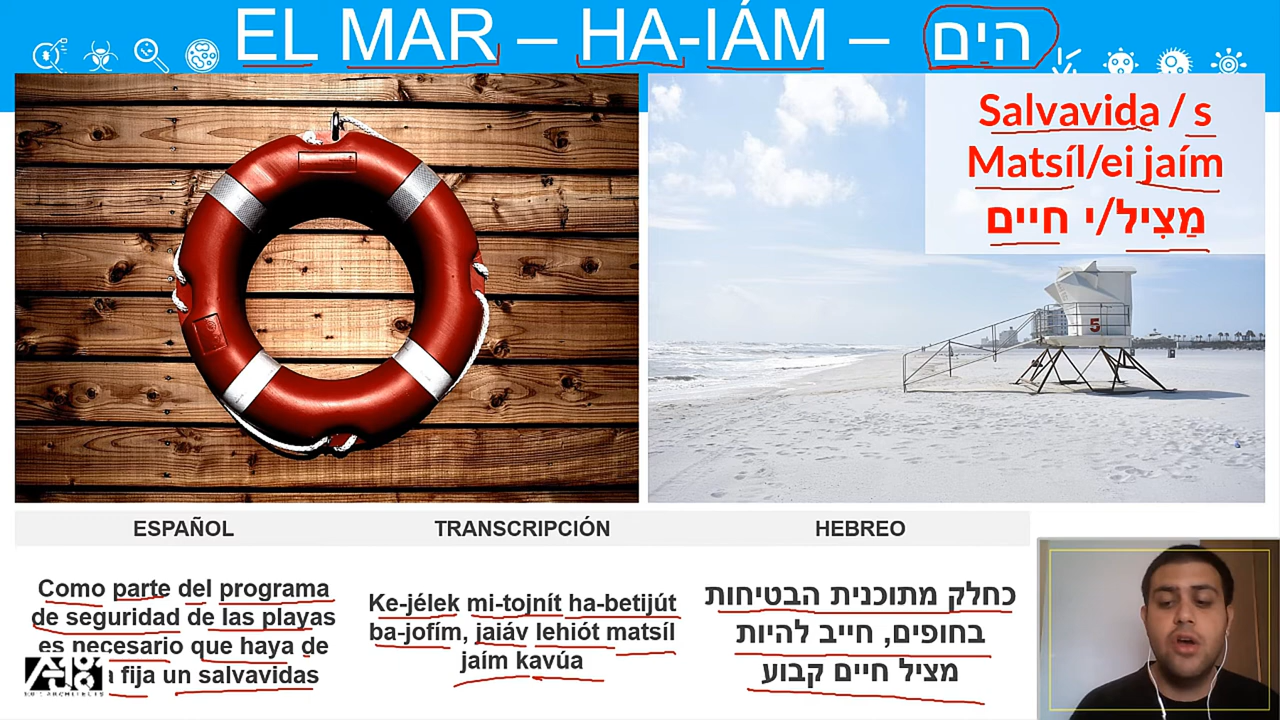 EL MAR – HA-IÁM – הים
Salvavida / s
Matsíl/ei jaím
מַצִיל/י חיים
5
ESPAÑOL TRANSCRIPCIÓN HEBREO
Como parte del programa
de seguridad de las playas
es necesario que haya de
fija un salvavidas
Ke-jélek mi-tojnít ha-betijút
ba-jofím, jaiáv lehiót matsíl
jaím kavúa
כחלק מתוכנית הבטיחות
בחופים, חייב להיות
מציל חיים קבוע